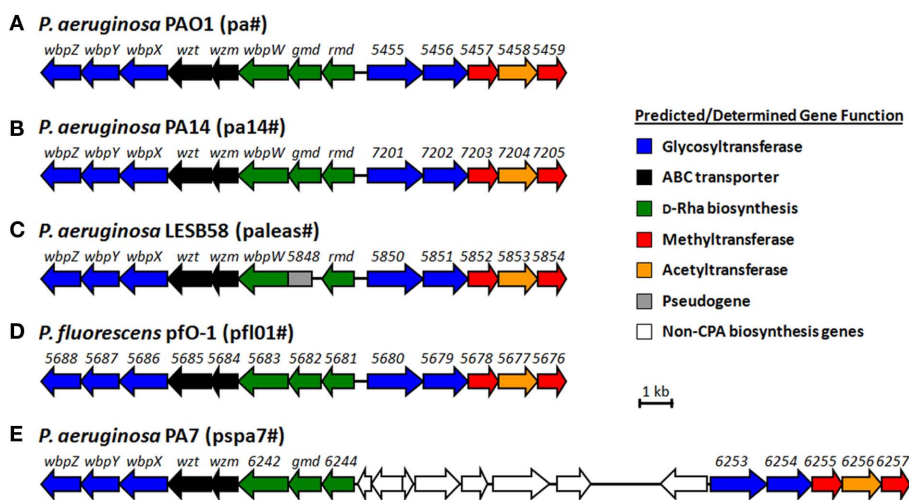 A P. aeruginosa PAO1 (pa#)
wbpZ wbpY wbpX wzt wzm wbpW gmd rmd 5455 5456 5457 5458 5459
B P. aeruginosa PA14 (pa14#)
wbpZ wbpY wbpX wzt wzm wbpW gmd rmd 7201 7202 7203 7204 7205
C P. aeruginosa LESB58 (paleas#)
wbpZ wbpY wbpX wzt wzm wbpW 5848 rmd 5850 5851 5852 5853 5854
D P. fluorescens pfO-1 (pfl01#)
5688 5687 5686 5685 5684 5683 5682 5681 5680 5679 5678 5677 5676
E P. aeruginosa PA7 (pspa7#)
wbpZ wbpY wbpX wzt wzm 6242 gmd 6244 6253 6254 6255 6256 6257
Predicted/Determined Gene Function
Glycosyltransferase
ABC transporter
D-Rha biosynthesis
Methyltransferase
Acetyltransferase
Pseudogene
Non-CPA biosynthesis genes
1 kb